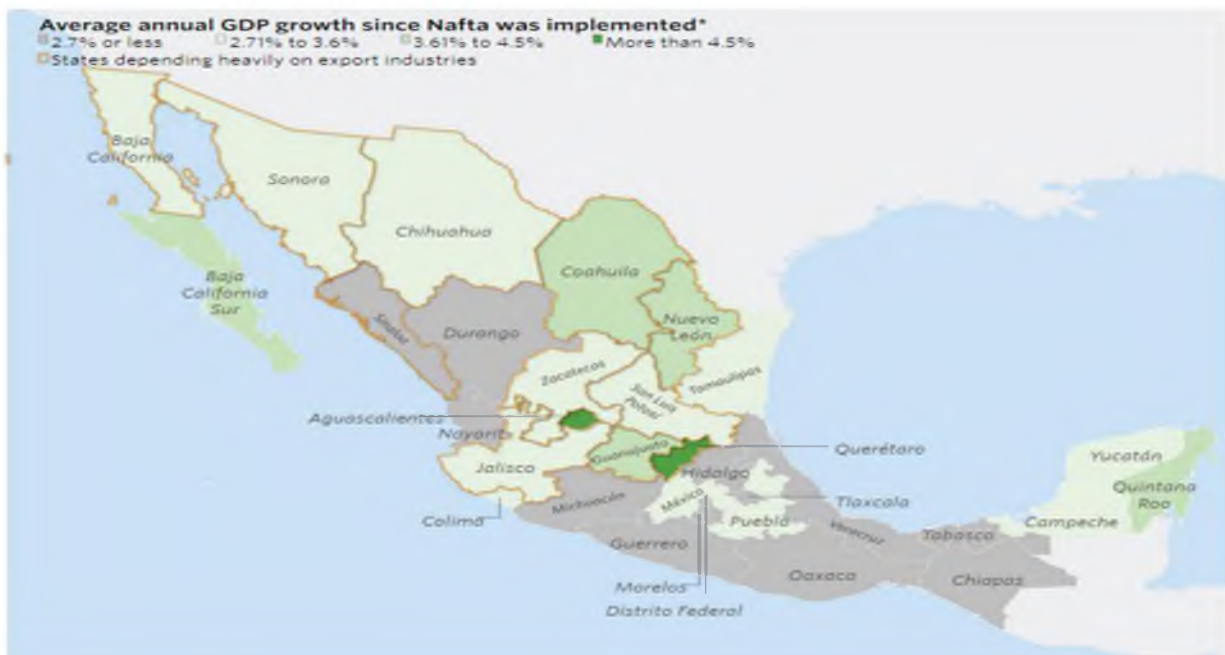 Average annual GDP growth since Nafta was implemented*
2.7% or less 2.71% to 3.6% 3.61% to 4.5% More than 4.5%
States depending heavily on export industries
Baja
California
Sonora
Chihuahua
Coahuila
Baja
California
Sur
Nuevo
León
Sinaloa
Durango
Zacatecas
San Luis
Potosí
Tamaulipas
Aguascalientes
Nayarit
Querétaro
Guanajuato
Yucatán
Jalisco
Hidalgo
Quintana
Roo
Michoacán
México
Tlaxcala
Colima
Puebla
Campeche
Veracruz
Tabasco
Guerrero
Oaxaca
Chiapas
Morelos
Distrito Federal